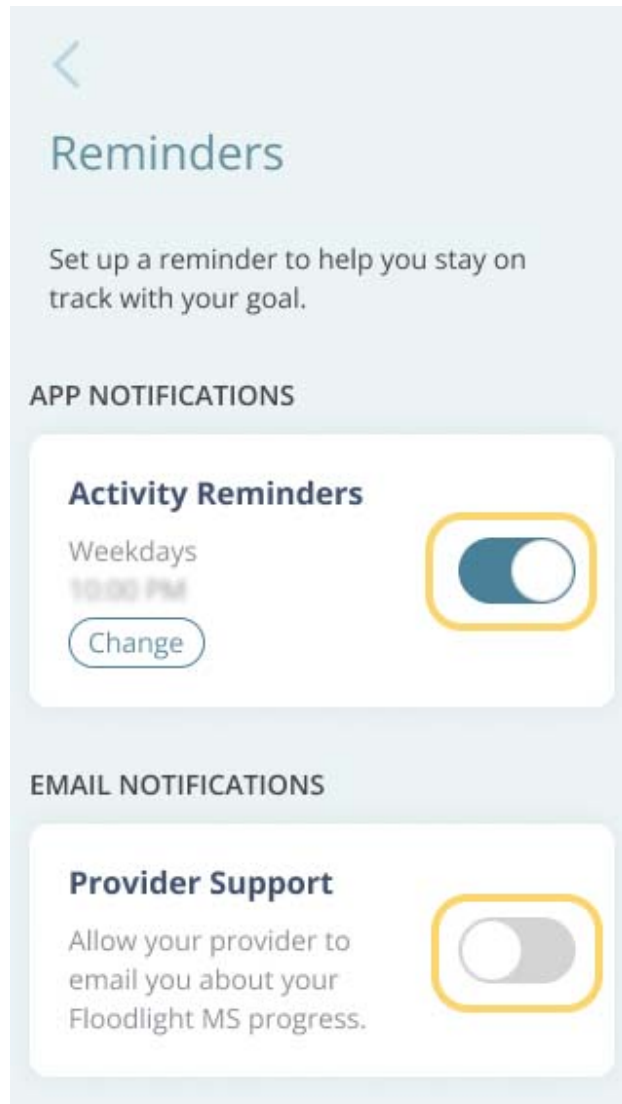 Reminders
Set up a reminder to help you stay on
track with your goal.
APP NOTIFICATIONS
Activity Reminders
Weekdays
Change
EMAIL NOTIFICATIONS
Provider Support
Allow your provider to
email you about your
Floodlight MS progress.